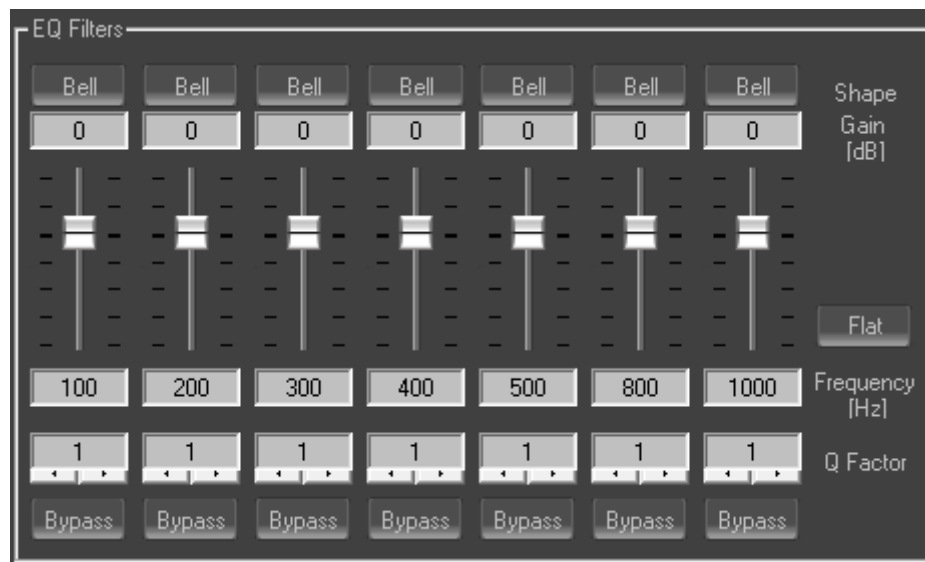 EQ Filters
Bell Bell Bell Bell Bell Bell Bell Shape
0 0 0 0 0 0 0 Gain
[dB]
Flat
100 200 300 400 500 800 1000 Frequency
[Hz]
1 1 1 1 1 1 1 Q Factor
Bypass Bypass Bypass Bypass Bypass Bypass Bypass